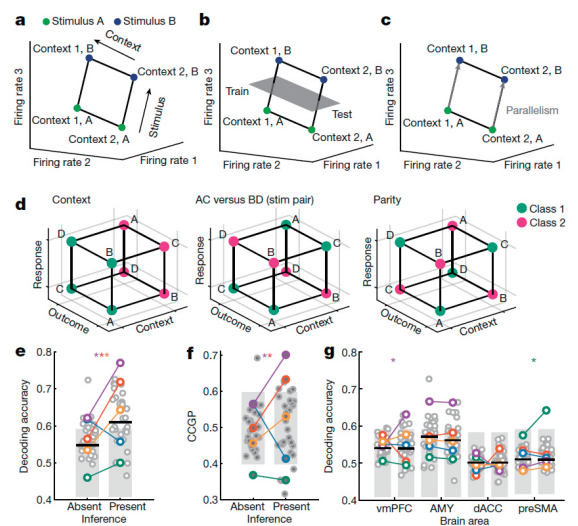 a
Stimulus A Stimulus B
Context 1, B
Context
Context 2, B
Stimulus
Context 1, A
Context 2, A
Firing rate 3
Firing rate 2
Firing rate 1
b
Context 1, B
Context 2, B
Train
Test
Context 1, A
Context 2, A
Firing rate 3
Firing rate 2
Firing rate 1
c
Context 1, B
Context 2, B
Parallelism
Context 1, A
Context 2, A
Firing rate 3
Firing rate 2
Firing rate 1
d
Context
AC versus BD (stim pair)
Parity
Class 1
Class 2
A
D
B
C
C
D
A
B
Response
Outcome
Context
A
D
B
C
C
D
A
B
Response
Outcome
Context
A
D
B
C
C
D
A
B
Response
Outcome
Context
e
***
0.8
0.7
0.6
0.5
0.4
Decoding accuracy
Absent Present
Inference
f
**
0.7
0.6
0.5
0.4
0.3
CCGP
Absent Present
Inference
g
* *
0.8
0.7
0.6
0.5
0.4
Decoding accuracy
vmPFC AMY dACC preSMA
Brain area